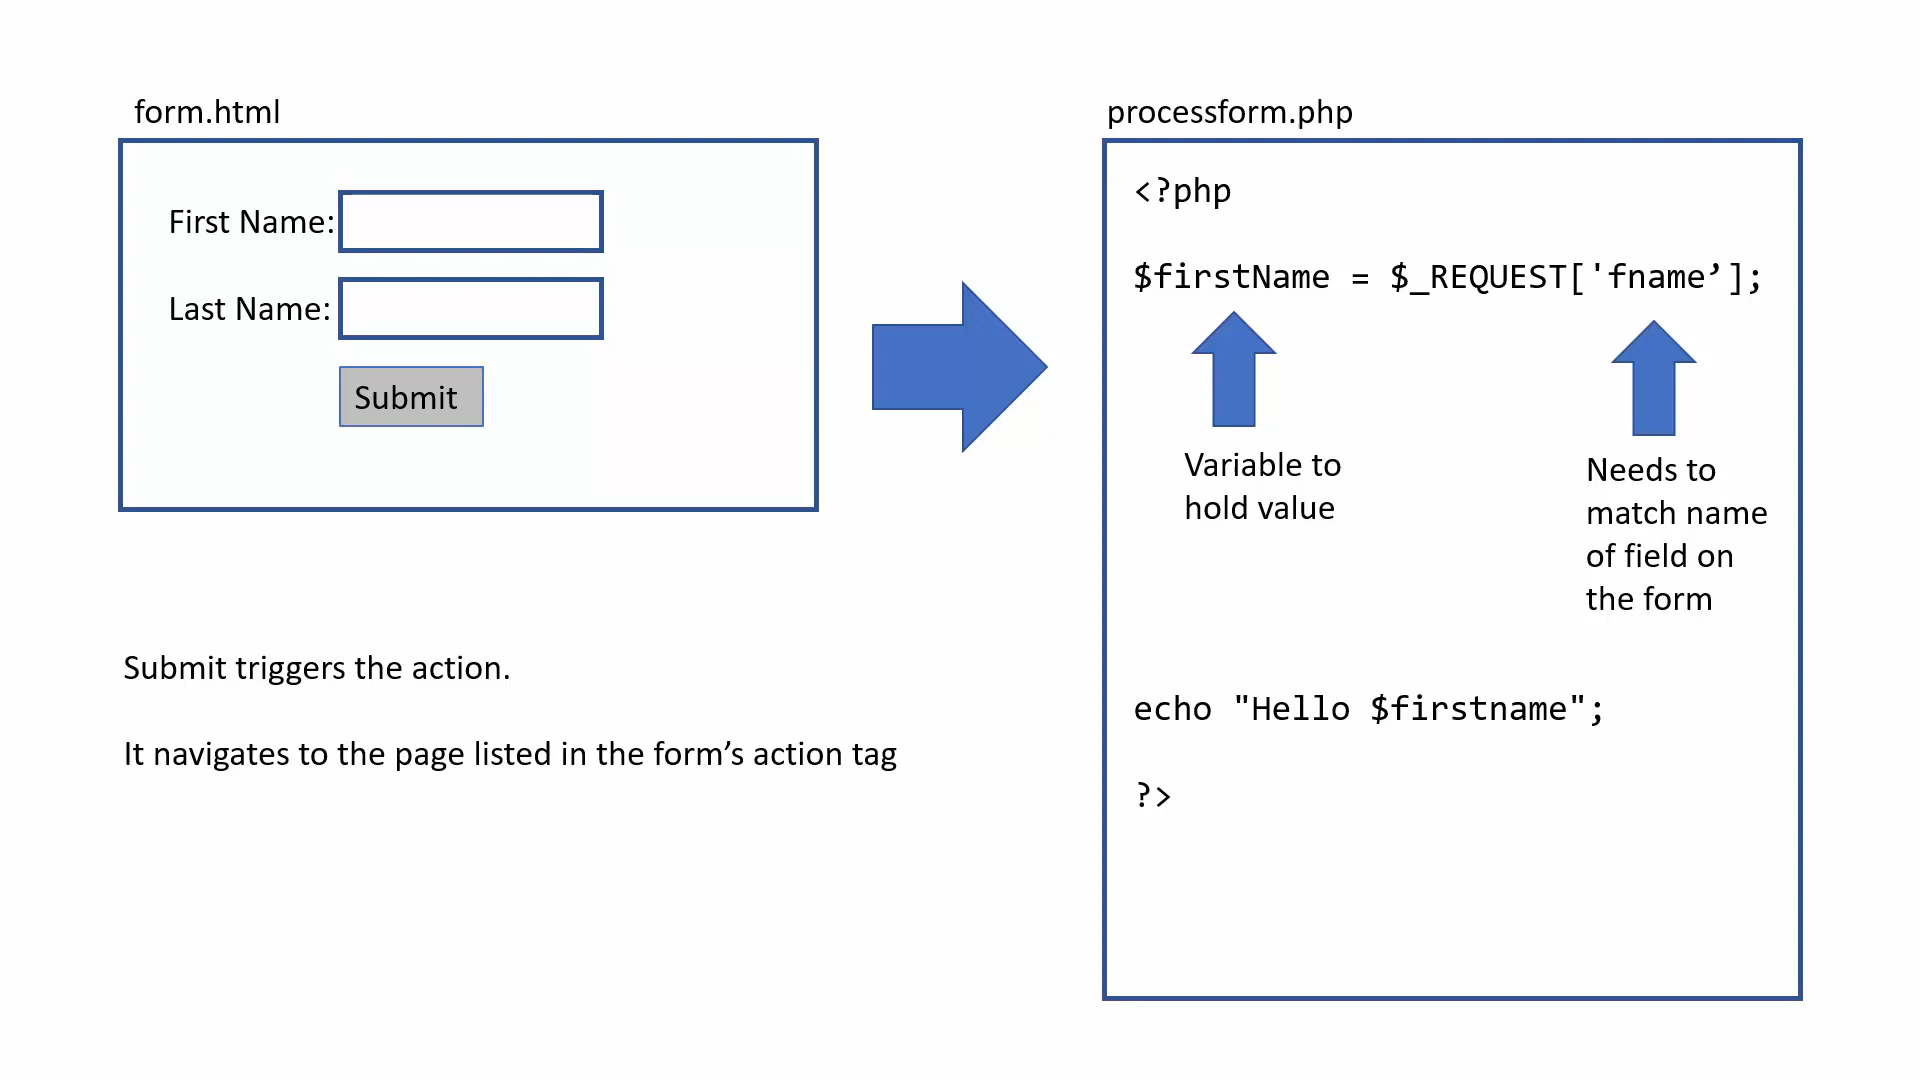 form.html
First Name:
Last Name:
Submit
Submit triggers the action.
It navigates to the page listed in the form’s action tag
processform.php
<?php
$firstName = $_REQUEST['fname’];
Variable to
hold value
Needs to
match name
of field on
the form
echo "Hello $firstname";
?>